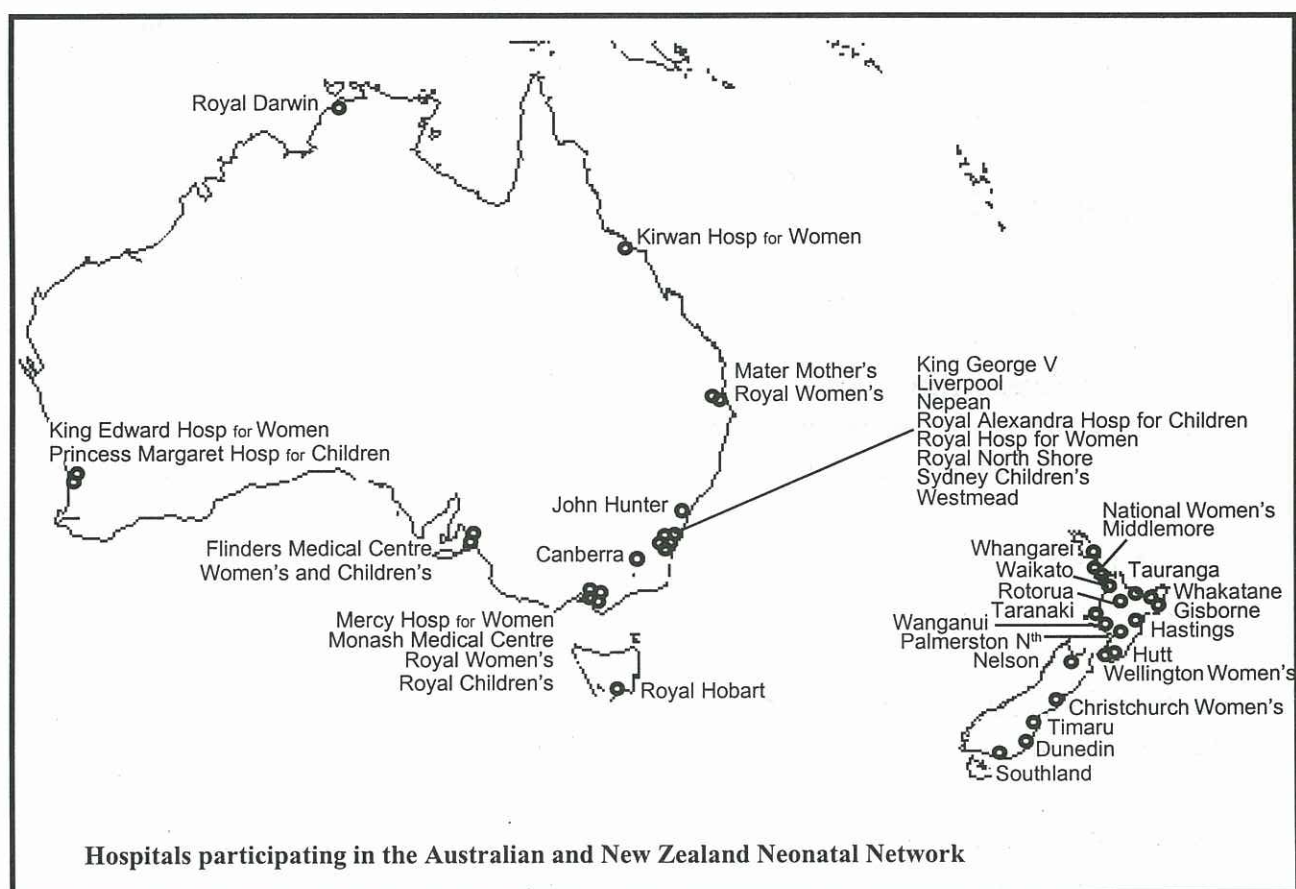 Royal Darwin
Kirwan Hosp for Women
Mater Mother's
Royal Women's
King George V
Liverpool
Nepean
Royal Alexandra Hosp for Children
Royal Hosp for Women
Royal North Shore
Sydney Children's
Westmead
King Edward Hosp for Women
Princess Margaret Hosp for Children
John Hunter
Flinders Medical Centre
Women's and Children's
Canberra
Mercy Hosp for Women
Monash Medical Centre
Royal Women's
Royal Children's
Royal Hobart
National Women's
Middlemore
Whangarei
Waikato
Tauranga
Rotorua
Whakatane
Taranaki
Gisborne
Wanganui
Hastings
Palmerston Nth
Nelson
Hutt
Wellington Women's
Christchurch Women's
Timaru
Dunedin
Southland
Hospitals participating in the Australian and New Zealand Neonatal Network